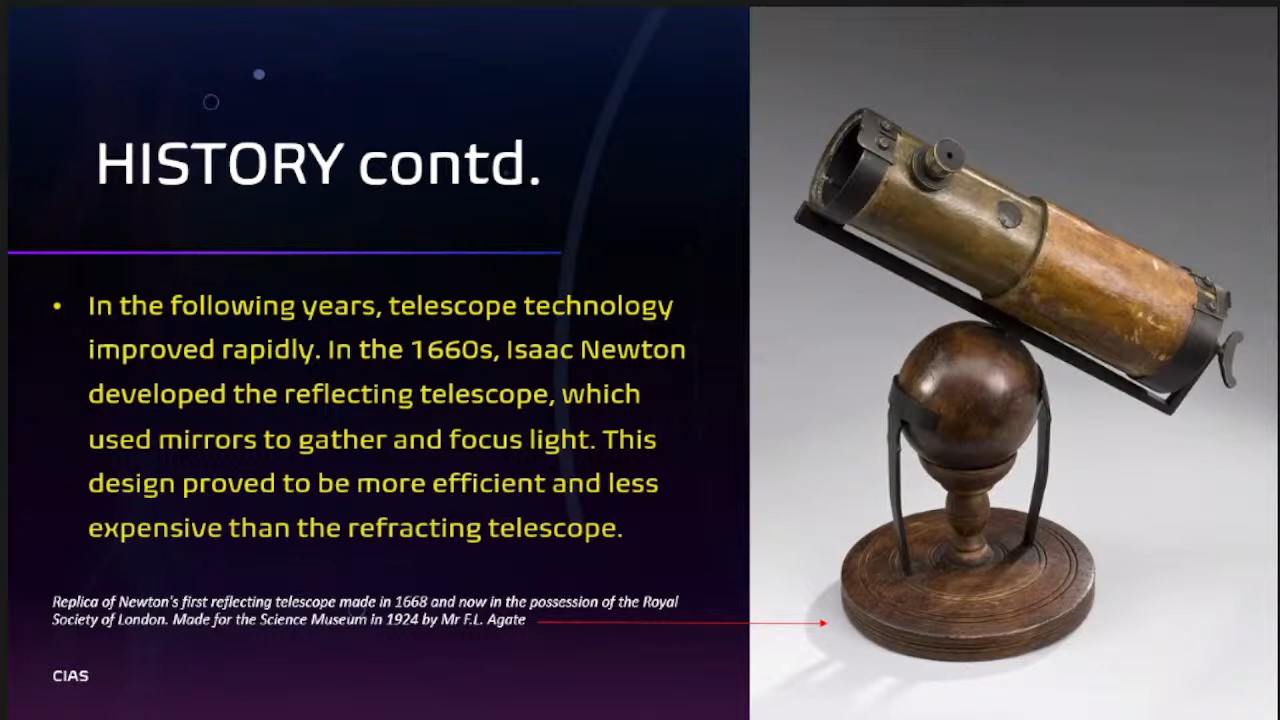 HISTORY contd.
• In the following years, telescope technology
improved rapidly. In the 1660s, Isaac Newton
developed the reflecting telescope, which
used mirrors to gather and focus light. This
design proved to be more efficient and less
expensive than the refracting telescope.
Replica of Newton's first reflecting telescope made in 1668 and now in the possession of the Royal
Society of London. Made for the Science Museum in 1924 by Mr F.L. Agate
CIAS